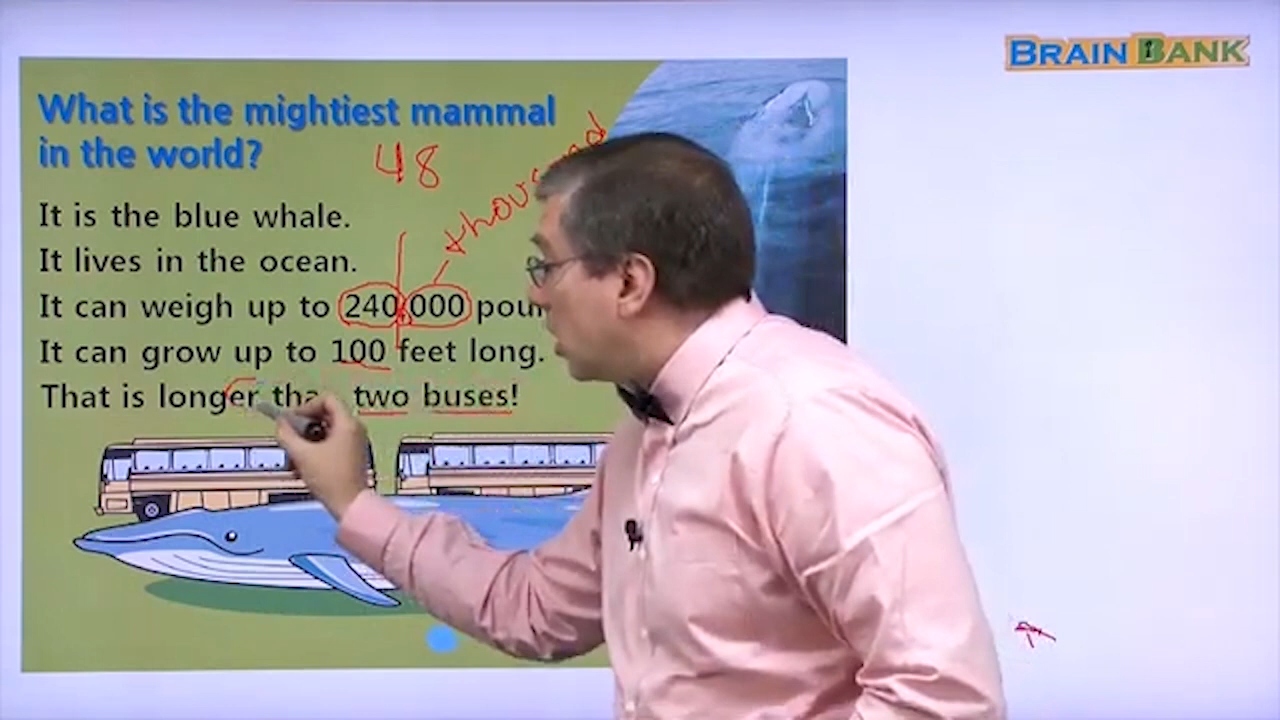 BRAIN BANK
What is the mightiest mammal
in the world?
48
It is the blue whale.
It lives in the ocean.
It can weigh up to 240,000
It can grow up to 100 feet long.
That is longer two buses!